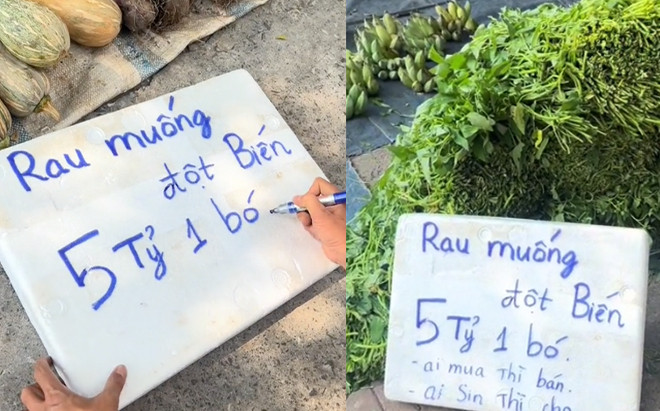 Rau muống
đột Biến
5 Tỷ 1 bó
Rau muống
đột Biến
5 Tỷ 1 bó.
- ai mua Thì bán.
- ai Sin Thì cho